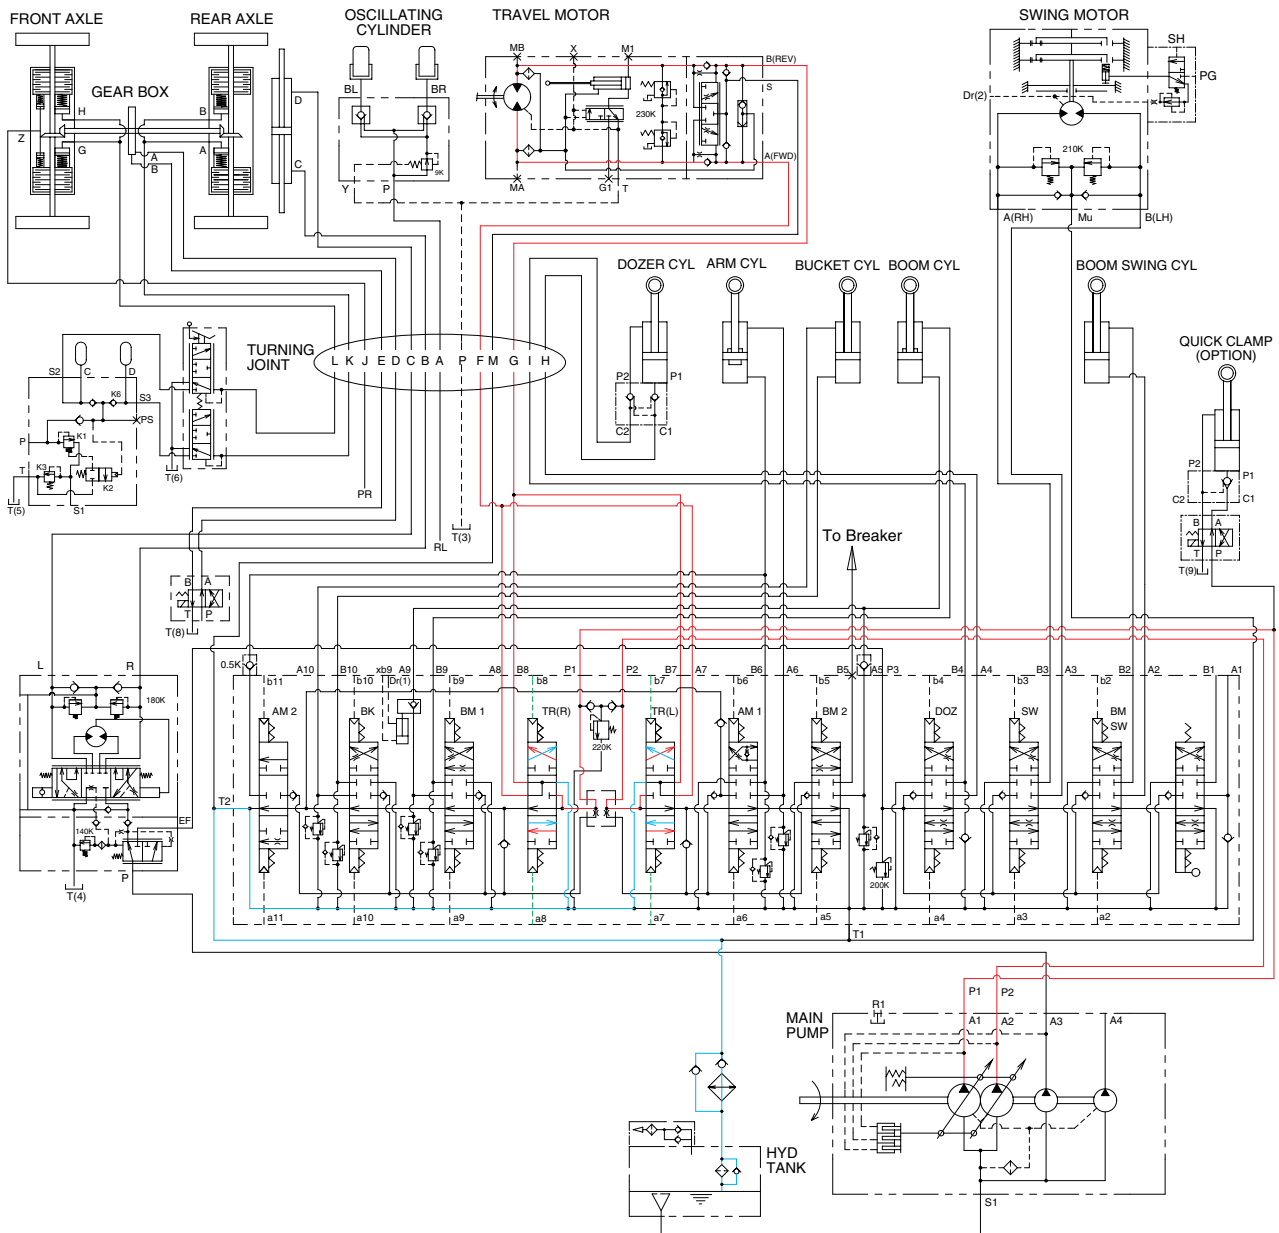 FRONT AXLE
REAR AXLE
OSCILLATING
CYLINDER
TRAVEL MOTOR
SWING MOTOR
MB
X
M1
B(REV)
SH
BL
BR
S
PG
GEAR BOX
D
Dr(2)
H
B
230K
Z
G
A
A
B
210K
A(FWD)
C
9K
Y
P
MA
G1
T
A(RH)
Mu
B(LH)
DOZER CYL
ARM CYL
BUCKET CYL
BOOM CYL
BOOM SWING CYL
TURNING
JOINT
L K J E D C B A P F M G I H
QUICK CLAMP
(OPTION)
S2
C
D
P2
P1
K6
S3
PS
P
K1
C2
C1
T
K3
K2
T(6)
P2
P1
C2
C1
T(5)
S1
PR
T(3)
RL
To Breaker
B
A
T
P
T(9)
B
A
T
P
T(8)
L
R
0.5K
A10
B10
xb9
A9
B9
A8
B8
P1
P2
B7
A7
B6
A6
B5
A5
P3
B4
A4
B3
A3
B2
A2
B1
A1
b11
b10
Dr(1)
b9
b8
b7
b6
b5
b4
b3
b2
180K
AM 2
BK
BM 1
TR(R)
TR(L)
AM 1
BM 2
DOZ
SW
BM
SW
220K
T2
EF
140K
P
T(4)
200K
a11
a10
a9
a8
a7
a6
a5
a4
a3
a2
T1
P1
P2
R1
MAIN
PUMP
A1
A2
A3
A4
HYD
TANK
S1